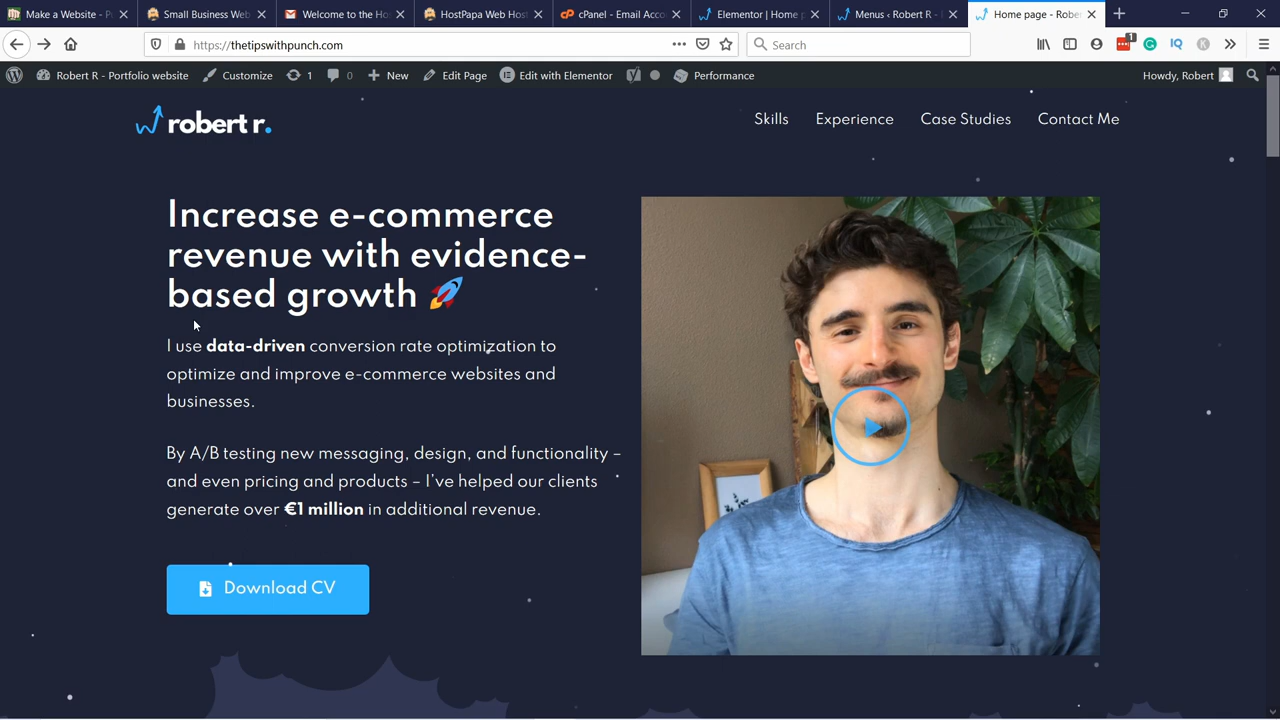 Make a Website - P
Small Business Web
Welcome to the Ho
HostPapa Web Host
cPanel - Email Acco
Elementor | Home p
Menus ‹ Robert R -
Home page - Rober
https://thetipswithpunch.com
Search
1
Robert R - Portfolio website
Customize
1
0
New
Edit Page
Edit with Elementor
Performance
Howdy, Robert
robert r.
Skills
Experience
Case Studies
Contact Me
Increase e-commerce
revenue with evidence-
based growth 🚀
I use data-driven conversion rate optimization to
optimize and improve e-commerce websites and
businesses.
By A/B testing new messaging, design, and functionality –
and even pricing and products – I've helped our clients
generate over €1 million in additional revenue.
Download CV